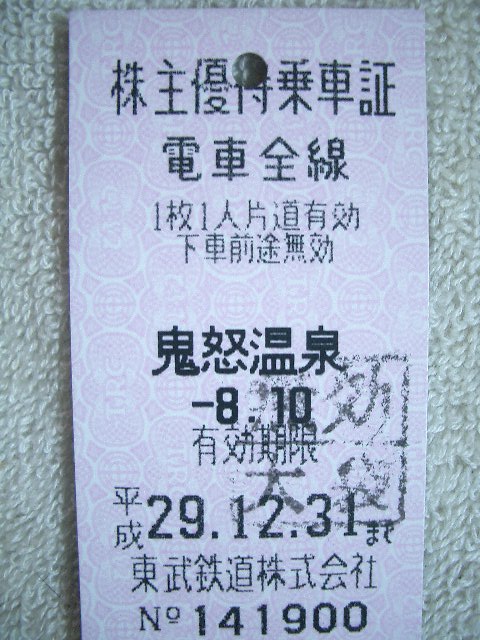 株主優待乗車証
電車全線
1枚1人片道有効
下車前途無効
鬼怒温泉
-8.10
有効期限
平成29.12.31まで
東武鉄道株式会社
Nº 141900